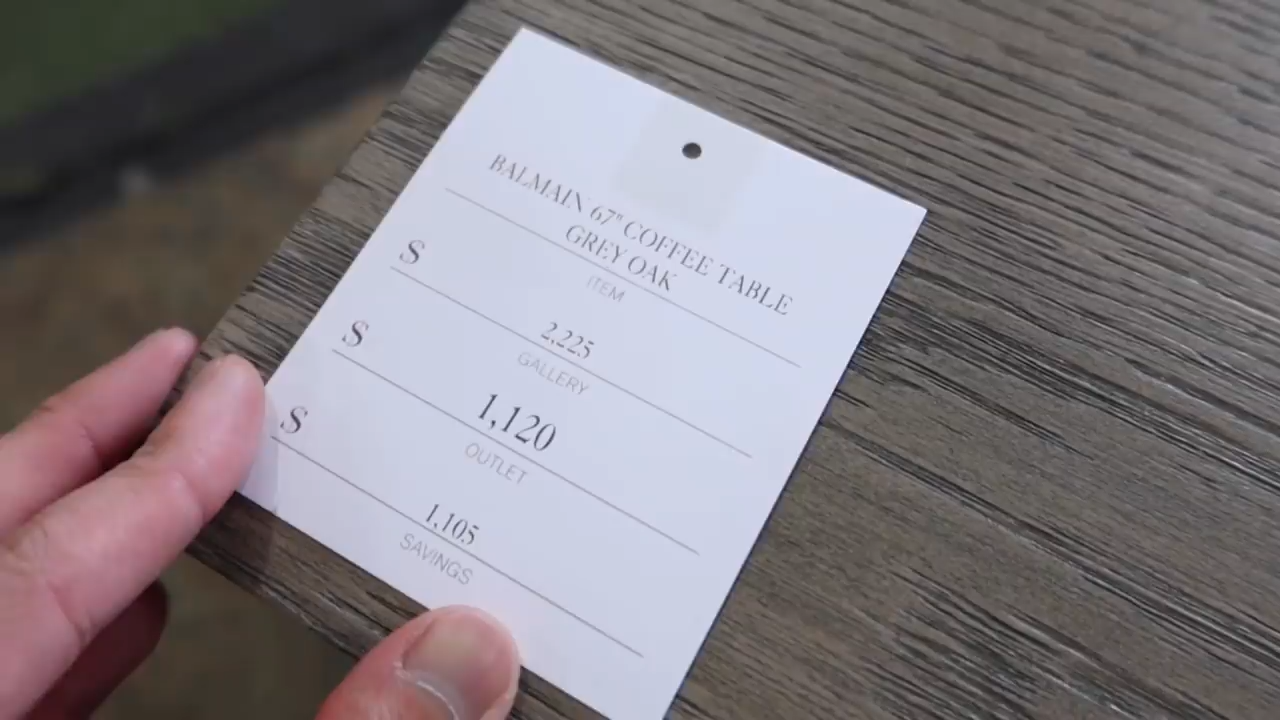 BALMAIN 67" COFFEE TABLE
GREY OAK
ITEM
$ 2,225
GALLERY
$ 1,120
OUTLET
$ 1,105
SAVINGS